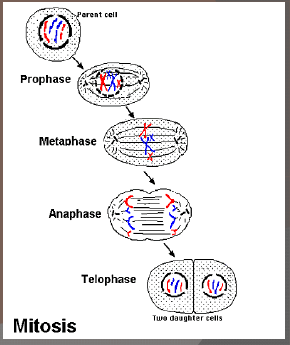 Parent cell
Prophase
Metaphase
Anaphase
Telophase
Two daughter cells
Mitosis